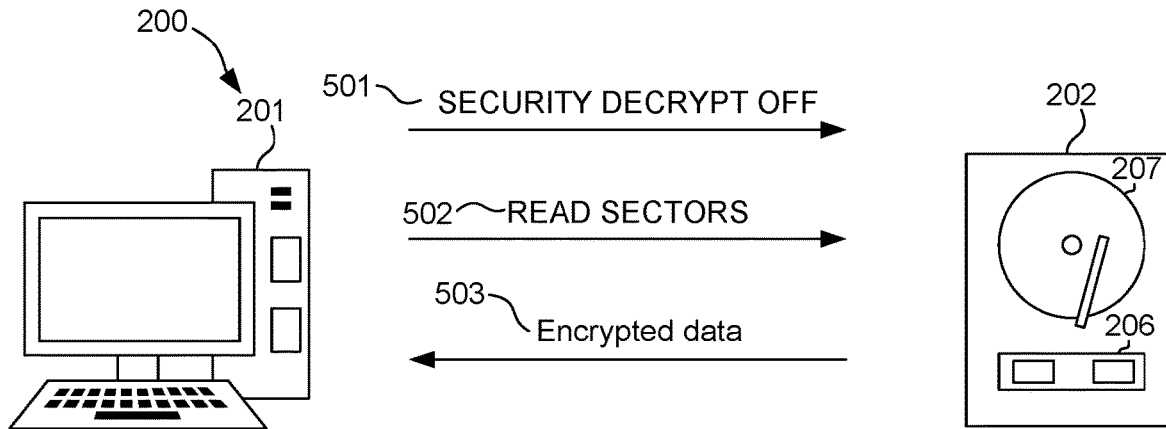 200
201
501 SECURITY DECRYPT OFF
202
207
502 READ SECTORS
503
Encrypted data
206